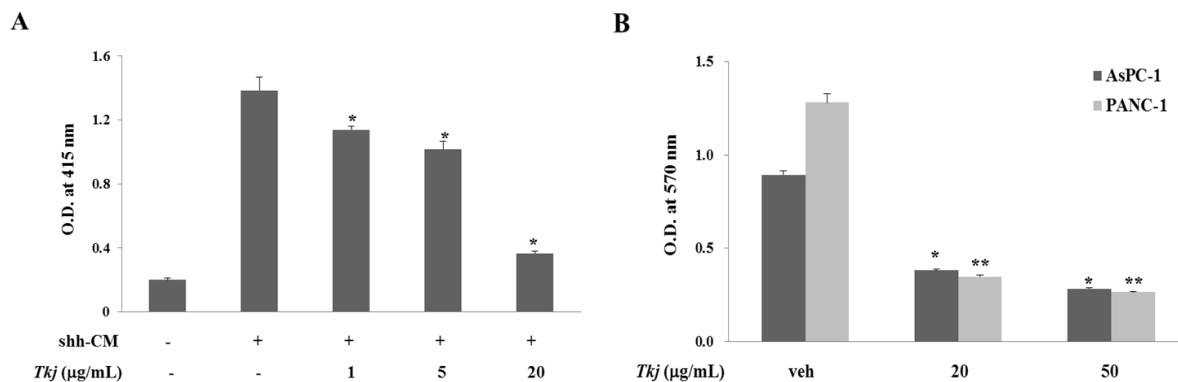 A
1.6
1.2
0.8
0.4
0
O.D. at 415 nm
*
*
*
shh-CM - + + + +
Tkj (μg/mL) - - 1 5 20
B
1.5
1.0
0.5
0.0
O.D. at 570 nm
AsPC-1
PANC-1
* **
* **
Tkj (μg/mL) veh 20 50